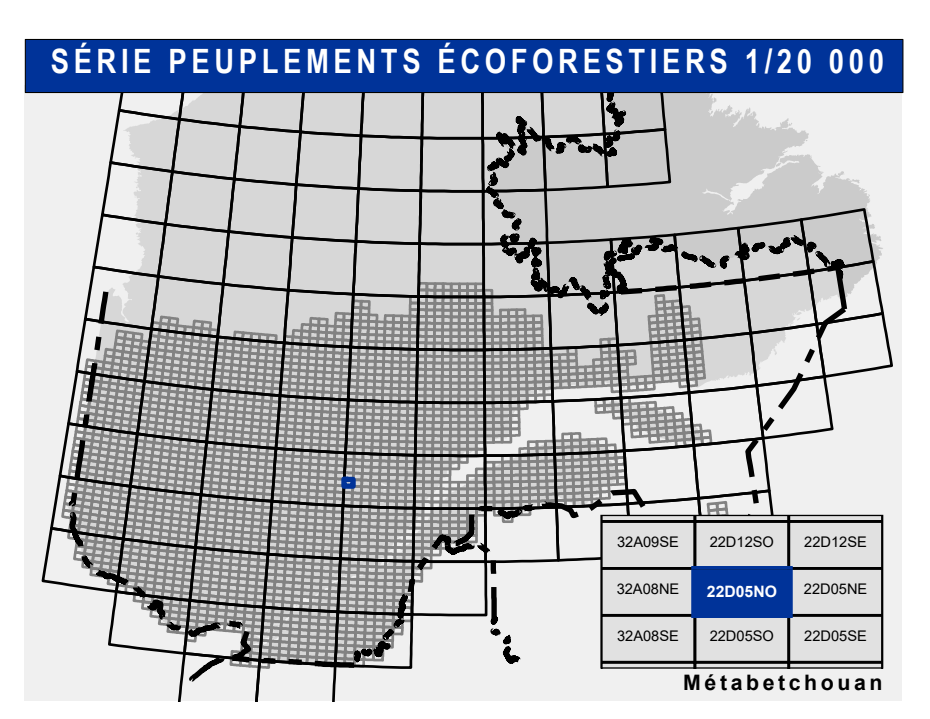 SÉRIE PEUPLEMENTS ÉCOFORESTIERS 1/20 000
32A09SE 22D12SO 22D12SE
32A08NE 22D05NO 22D05NE
32A08SE 22D05SO 22D05SE
Métabetchouan